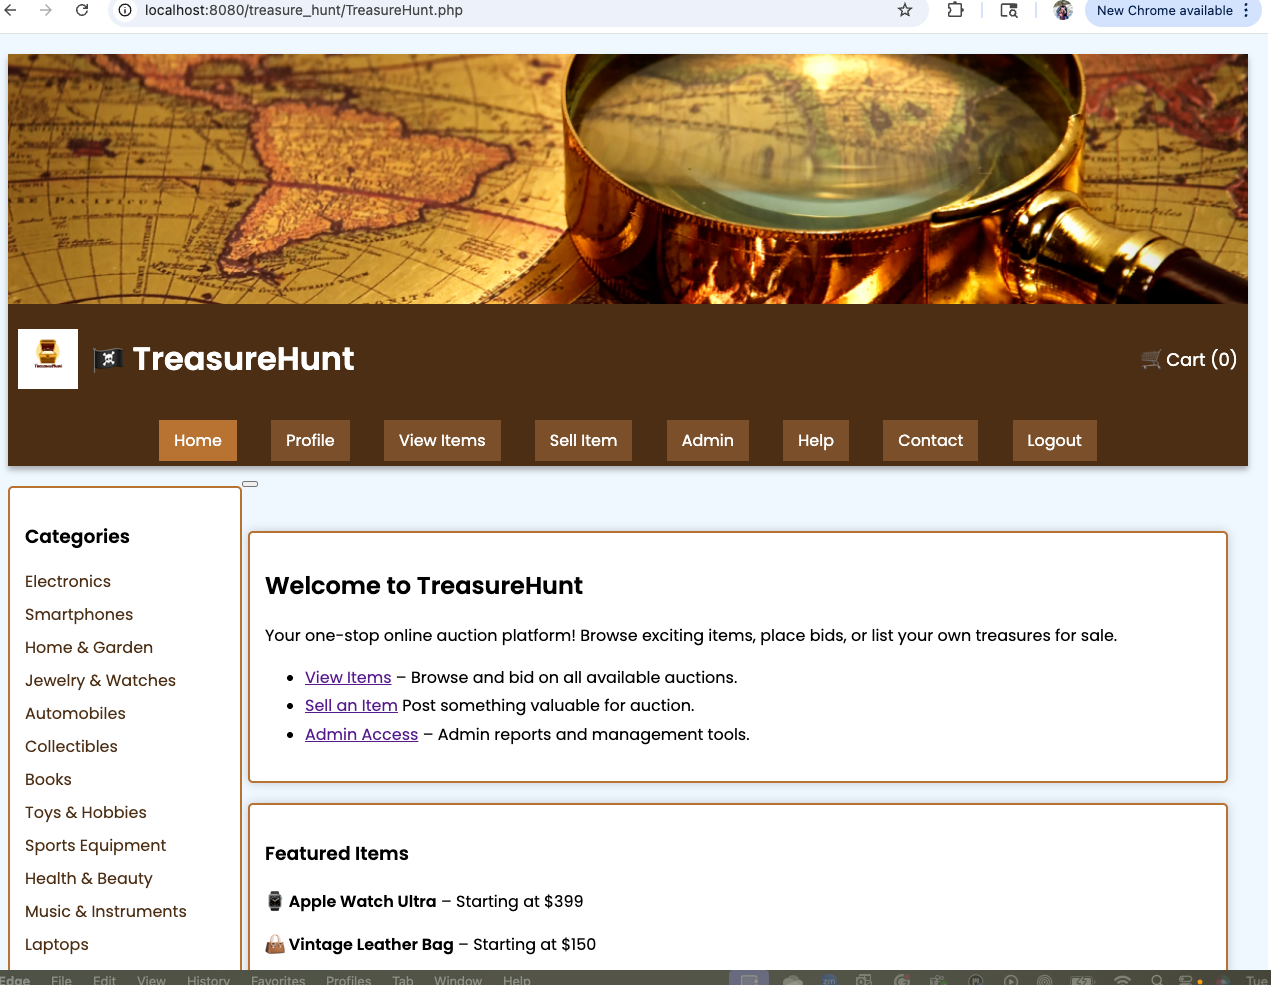 localhost:8080/treasure_hunt/TreasureHunt.php
New Chrome available
TreasureHunt
TreasureHunt
Cart (0)
Home Profile View Items Sell Item Admin Help Contact Logout
Categories
Electronics
Smartphones
Home & Garden
Jewelry & Watches
Automobiles
Collectibles
Books
Toys & Hobbies
Sports Equipment
Health & Beauty
Music & Instruments
Laptops
Welcome to TreasureHunt
Your one-stop online auction platform! Browse exciting items, place bids, or list your own treasures for sale.
View Items – Browse and bid on all available auctions.
Sell an Item Post something valuable for auction.
Admin Access – Admin reports and management tools.
Featured Items
Apple Watch Ultra – Starting at $399
Vintage Leather Bag – Starting at $150
Edge File Edit View History Favorites Profiles Tab Window Help zm Tue